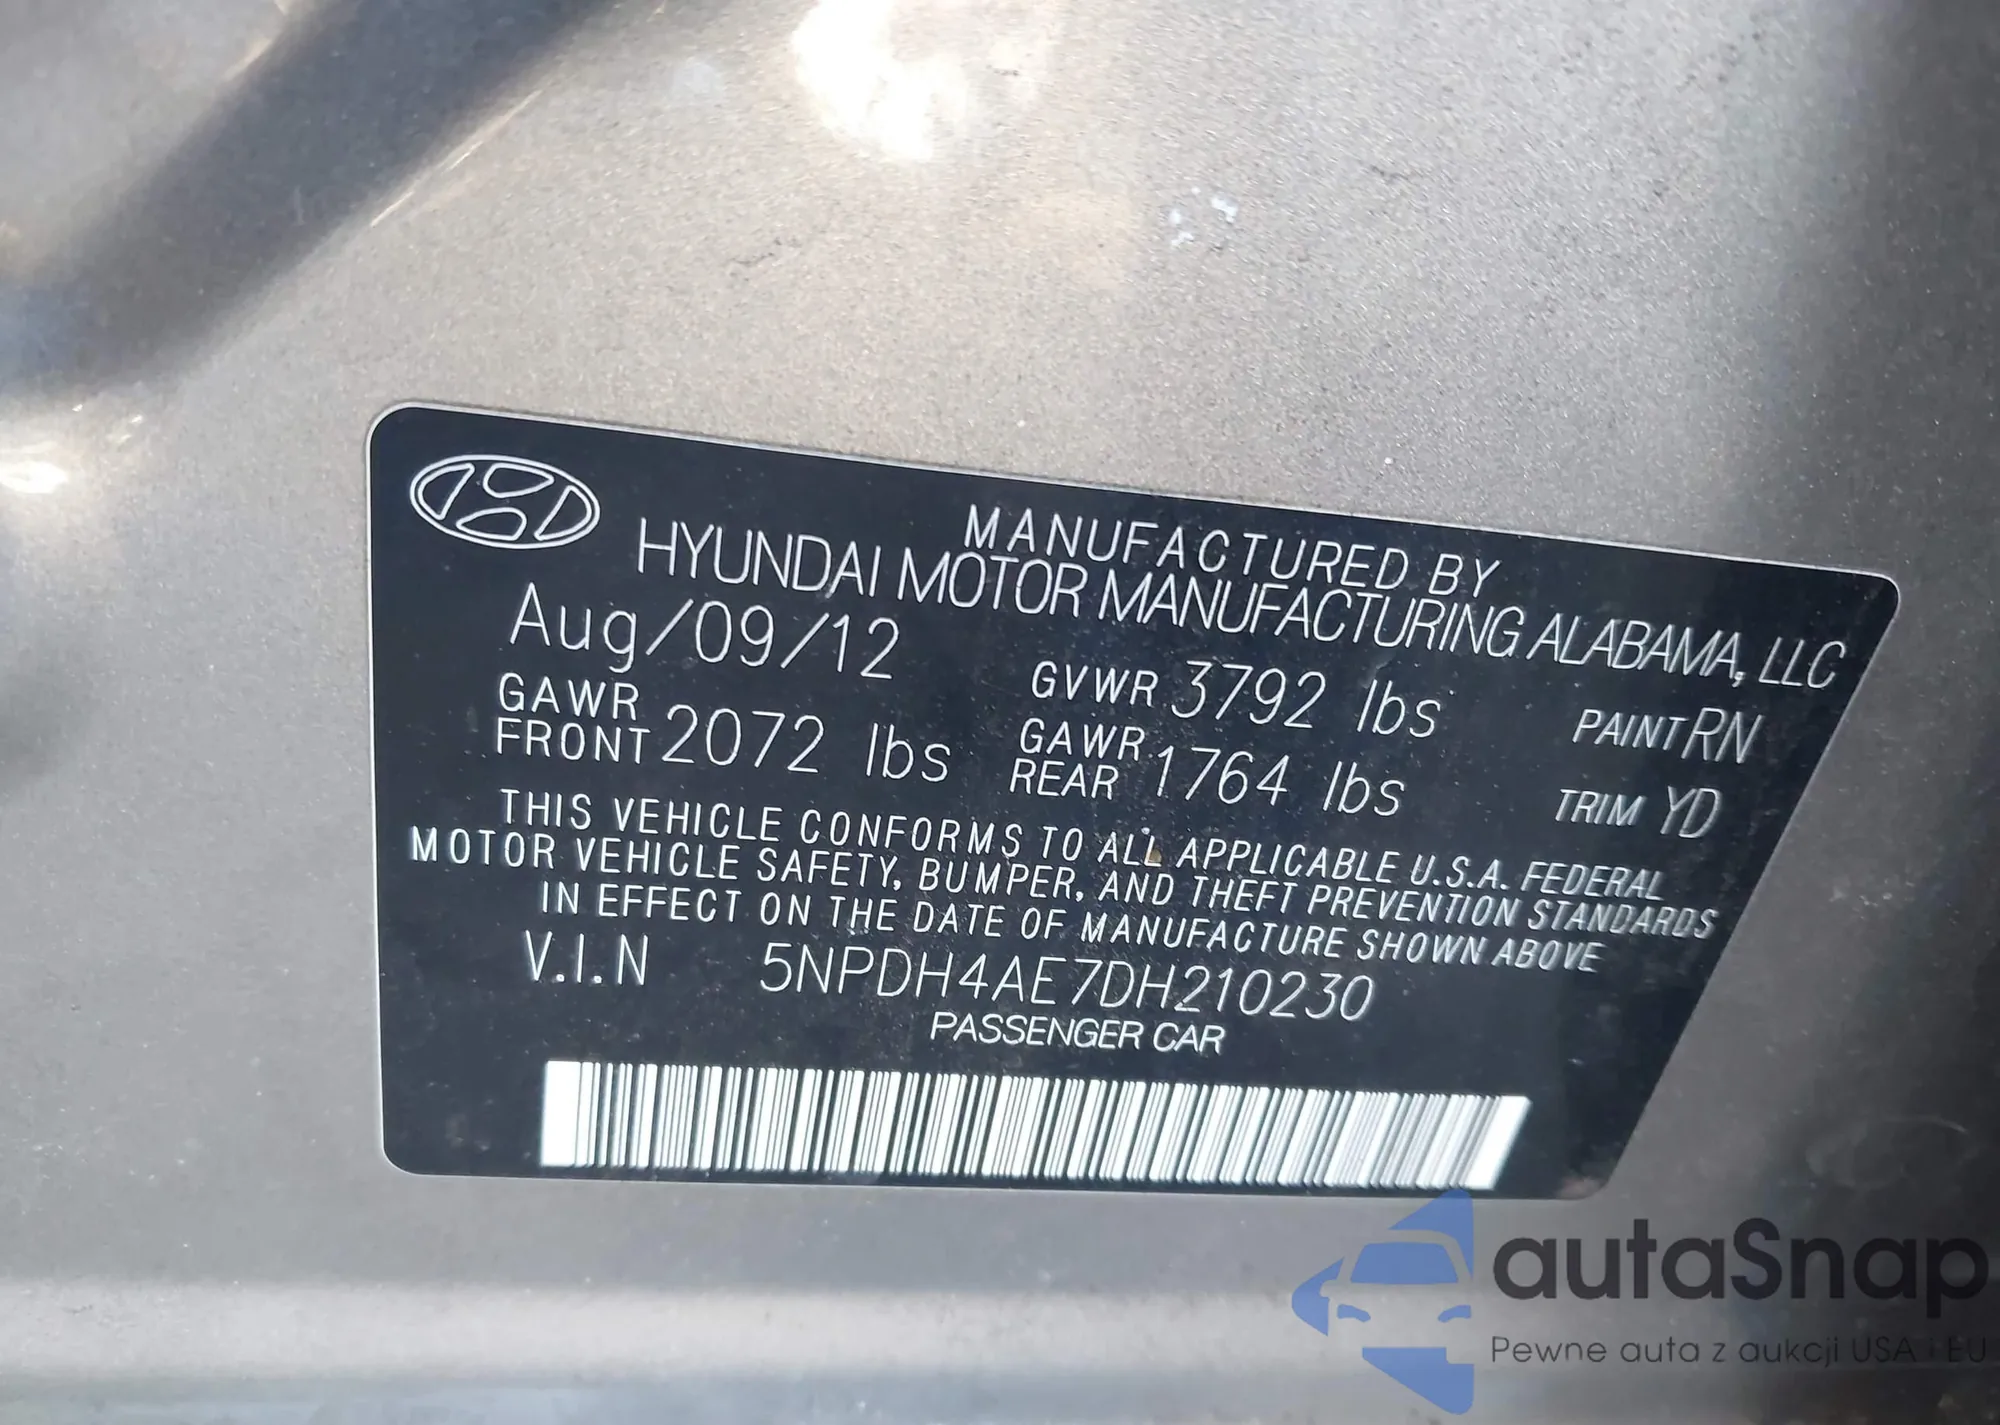 MANUFACTURED BY
HYUNDAI MOTOR MANUFACTURING ALABAMA, LLC
Aug/09/12 GVWR 3792 lbs PAINT RN
GAWR FRONT 2072 lbs GAWR REAR 1764 lbs TRIM YD
THIS VEHICLE CONFORMS TO ALL APPLICABLE U.S.A. FEDERAL
MOTOR VEHICLE SAFETY, BUMPER, AND THEFT PREVENTION STANDARDS
IN EFFECT ON THE DATE OF MANUFACTURE SHOWN ABOVE
V.I.N 5NPDH4AE7DH210230
PASSENGER CAR
autaSnap
Pewne auta z aukcji USA i EU